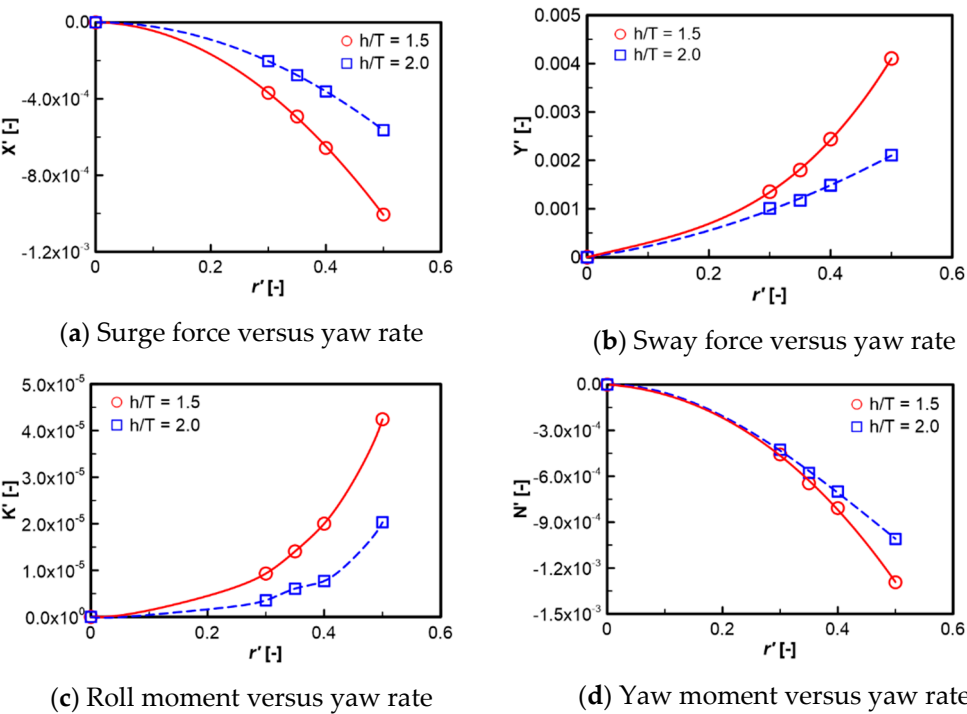 0.0
-4.0x10⁻⁴
-8.0x10⁻⁴
-1.2x10⁻³
X' [-]
h/T = 1.5
h/T = 2.0
0 0.2 0.4 0.6
r' [-]
(a) Surge force versus yaw rate
0.005
0.004
0.003
0.002
0.001
0
Y' [-]
h/T = 1.5
h/T = 2.0
0 0.2 0.4 0.6
r' [-]
(b) Sway force versus yaw rate
5.0x10⁻⁵
4.0x10⁻⁵
3.0x10⁻⁵
2.0x10⁻⁵
1.0x10⁻⁵
0.0x10⁰
K' [-]
h/T = 1.5
h/T = 2.0
0 0.2 0.4 0.6
r' [-]
(c) Roll moment versus yaw rate
0.0
-3.0x10⁻⁴
-6.0x10⁻⁴
-9.0x10⁻⁴
-1.2x10⁻³
-1.5x10⁻³
N' [-]
h/T = 1.5
h/T = 2.0
0 0.2 0.4 0.6
r' [-]
(d) Yaw moment versus yaw rate